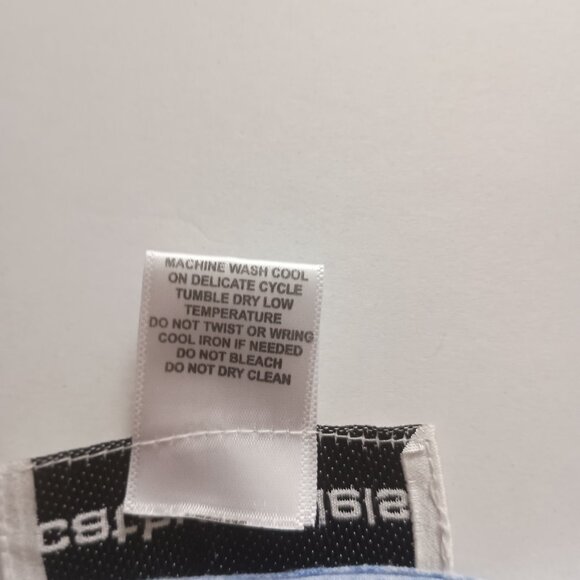 MACHINE WASH COOL
ON DELICATE CYCLE
TUMBLE DRY LOW
TEMPERATURE
DO NOT TWIST OR WRING
COOL IRON IF NEEDED
DO NOT BLEACH
DO NOT DRY CLEAN